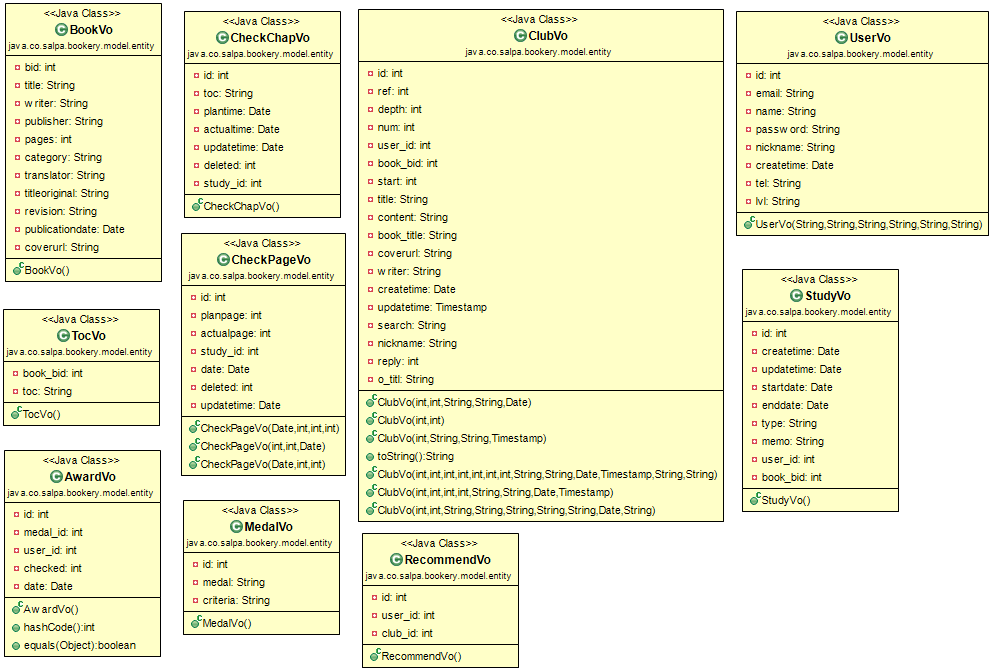 <<Java Class>>
BookVo
java.co.salpa.bookery.model.entity
bid: int
title: String
writer: String
publisher: String
pages: int
category: String
translator: String
titleoriginal: String
revision: String
publicationdate: Date
coverurl: String
BookVo()
<<Java Class>>
TocVo
java.co.salpa.bookery.model.entity
book_bid: int
toc: String
TocVo()
<<Java Class>>
AwardVo
java.co.salpa.bookery.model.entity
id: int
medal_id: int
user_id: int
checked: int
date: Date
AwardVo()
hashCode():int
equals(Object):boolean
<<Java Class>>
CheckChapVo
java.co.salpa.bookery.model.entity
id: int
toc: String
plantime: Date
actualtime: Date
updatetime: Date
deleted: int
study_id: int
CheckChapVo()
<<Java Class>>
CheckPageVo
java.co.salpa.bookery.model.entity
id: int
planpage: int
actualpage: int
study_id: int
date: Date
deleted: int
updatetime: Date
CheckPageVo(Date,int,int,int)
CheckPageVo(int,int,Date)
CheckPageVo(Date,int,int)
<<Java Class>>
MedalVo
java.co.salpa.bookery.model.entity
id: int
medal: String
criteria: String
MedalVo()
<<Java Class>>
ClubVo
java.co.salpa.bookery.model.entity
id: int
ref: int
depth: int
num: int
user_id: int
book_bid: int
start: int
title: String
content: String
book_title: String
coverurl: String
writer: String
createtime: Date
updatetime: Timestamp
search: String
nickname: String
reply: int
o_titl: String
ClubVo(int,int,String,String,Date)
ClubVo(int,int)
ClubVo(int,String,String,Timestamp)
toString():String
ClubVo(int,int,int,int,int,int,int,String,String,Date,Timestamp,String,String)
ClubVo(int,int,int,int,String,String,Date,Timestamp)
ClubVo(int,int,String,String,String,String,String,Date,String)
<<Java Class>>
RecommendVo
java.co.salpa.bookery.model.entity
id: int
user_id: int
club_id: int
RecommendVo()
<<Java Class>>
UserVo
java.co.salpa.bookery.model.entity
id: int
email: String
name: String
password: String
nickname: String
createtime: Date
tel: String
lvl: String
UserVo(String,String,String,String,String,String)
<<Java Class>>
StudyVo
java.co.salpa.bookery.model.entity
id: int
createtime: Date
updatetime: Date
startdate: Date
enddate: Date
type: String
memo: String
user_id: int
book_bid: int
StudyVo()